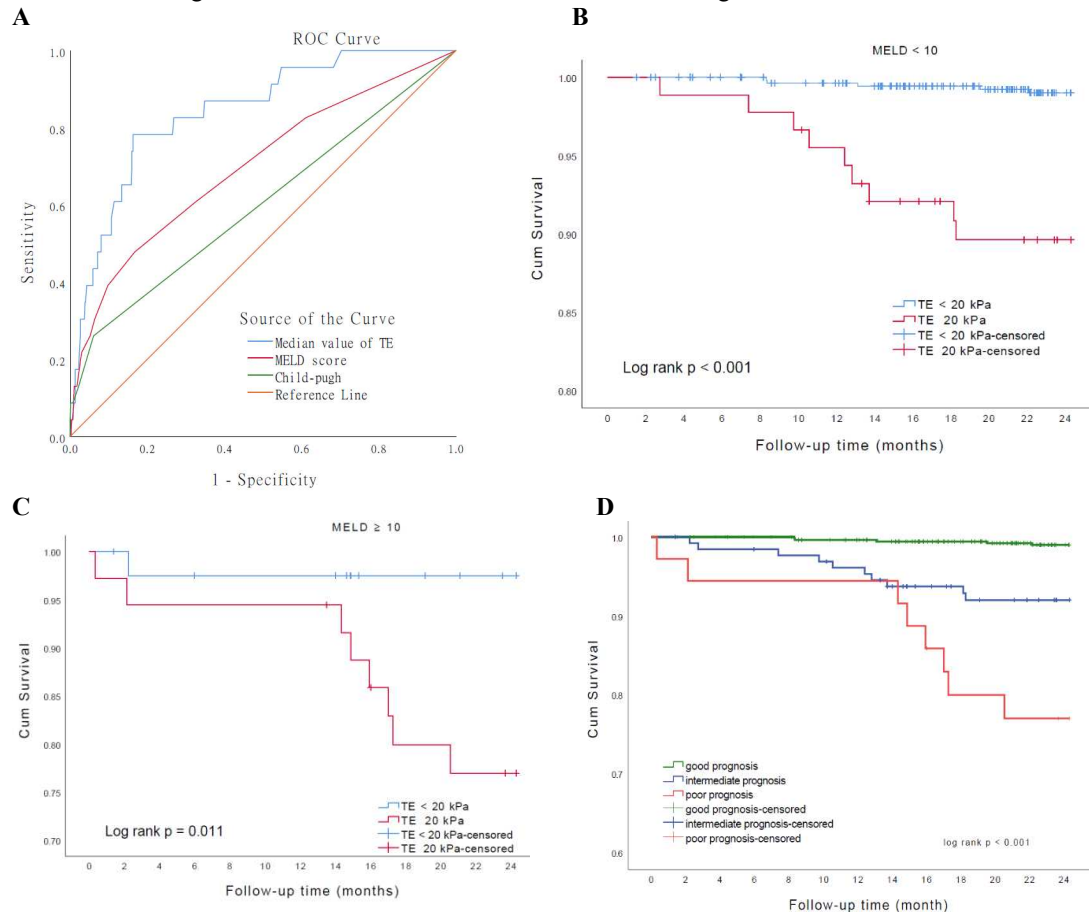 A
ROC Curve
1.0
0.8
0.6
0.4
0.2
0.0
Sensitivity
0.0 0.2 0.4 0.6 0.8 1.0
1 - Specificity
Source of the Curve
Median value of TE
MELD score
Child-pugh
Reference Line
B
MELD < 10
1.00
0.95
0.90
0.85
0.80
Cum Survival
TE < 20 kPa
TE 20 kPa
TE < 20 kPa-censored
TE 20 kPa-censored
Log rank p < 0.001
0 2 4 6 8 10 12 14 16 18 20 22 24
Follow-up time (months)
C
MELD ≥ 10
1.00
0.95
0.90
0.85
0.80
0.75
0.70
Cum Survival
TE < 20 kPa
TE 20 kPa
TE < 20 kPa-censored
TE 20 kPa-censored
Log rank p = 0.011
0 2 4 6 8 10 12 14 16 18 20 22 24
Follow-up time (months)
D
1.0
0.9
0.8
0.7
0.6
Cum Survival
good prognosis
intermediate prognosis
poor prognosis
good prognosis-censored
intermediate prognosis-censored
poor prognosis-censored
log rank p < 0.001
0 2 4 6 8 10 12 14 16 18 20 22 24
Follow-up time (month)